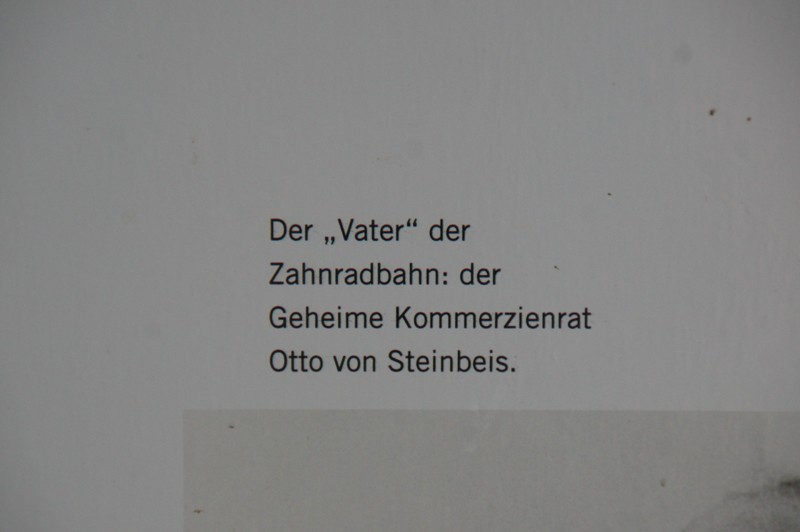 Der „Vater“ der
Zahnradbahn: der
Geheime Kommerzienrat
Otto von Steinbeis.